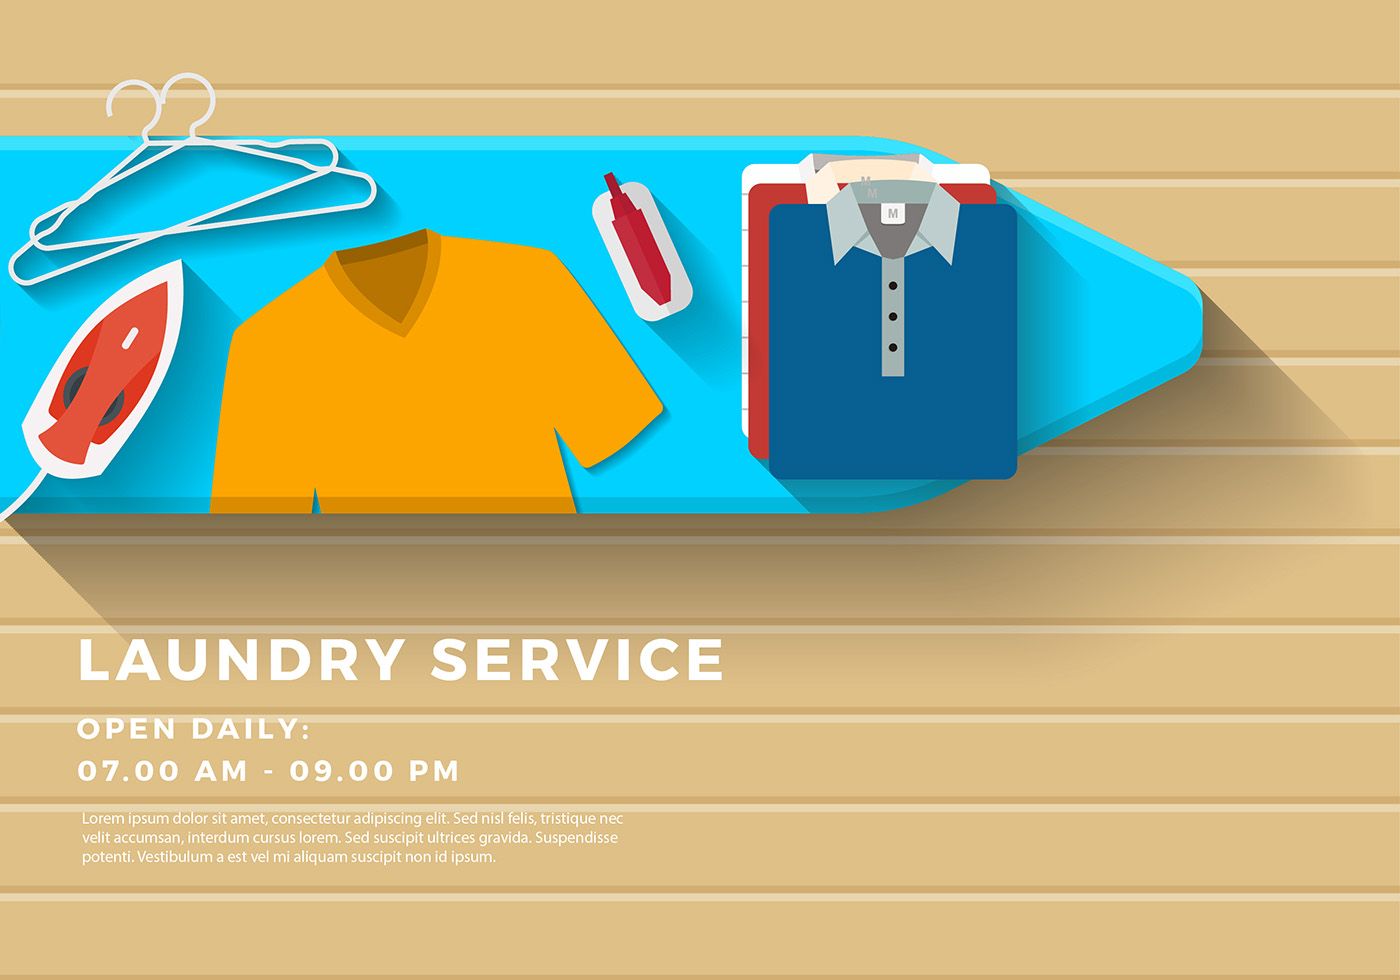 M
M
M
LAUNDRY SERVICE
OPEN DAILY:
07.00 AM - 09.00 PM
Lorem ipsum dolor sit amet, consectetur adipiscing elit. Sed nisl felis, tristique nec
velit accumsan, interdum cursus lorem. Sed suscipit ultrices gravida. Suspendisse
potenti. Vestibulum a est vel mi aliquam suscipit non id ipsum.